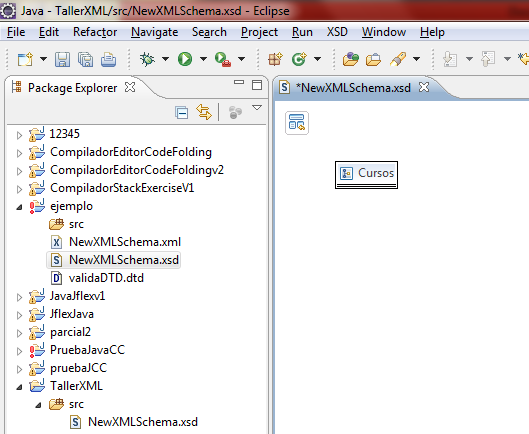 Java - TallerXML/src/NewXMLSchema.xsd - Eclipse
File Edit Refactor Navigate Search Project Run XSD Window Help
Package Explorer
*NewXMLSchema.xsd
12345
CompiladorEditorCodeFolding
CompiladorEditorCodeFoldingv2
CompiladorStackExerciseV1
ejemplo
src
NewXMLSchema.xml
NewXMLSchema.xsd
validaDTD.dtd
JavaJflexv1
JflexJava
parcial2
PruebaJavaCC
pruebaJCC
TallerXML
src
NewXMLSchema.xsd
Cursos